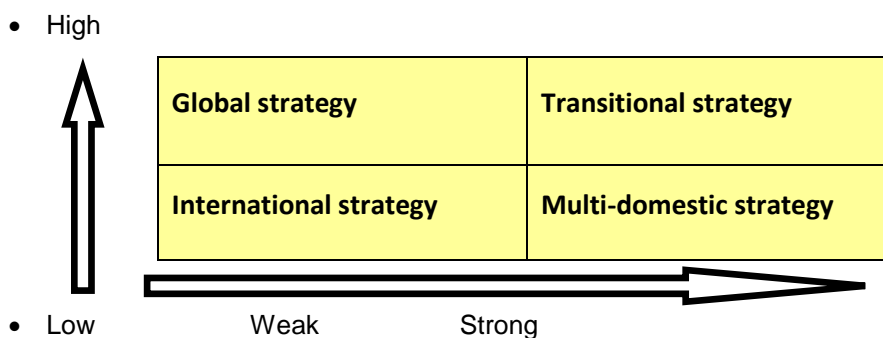 • High
Global strategy Transitional strategy
International strategy Multi-domestic strategy
• Low Weak Strong